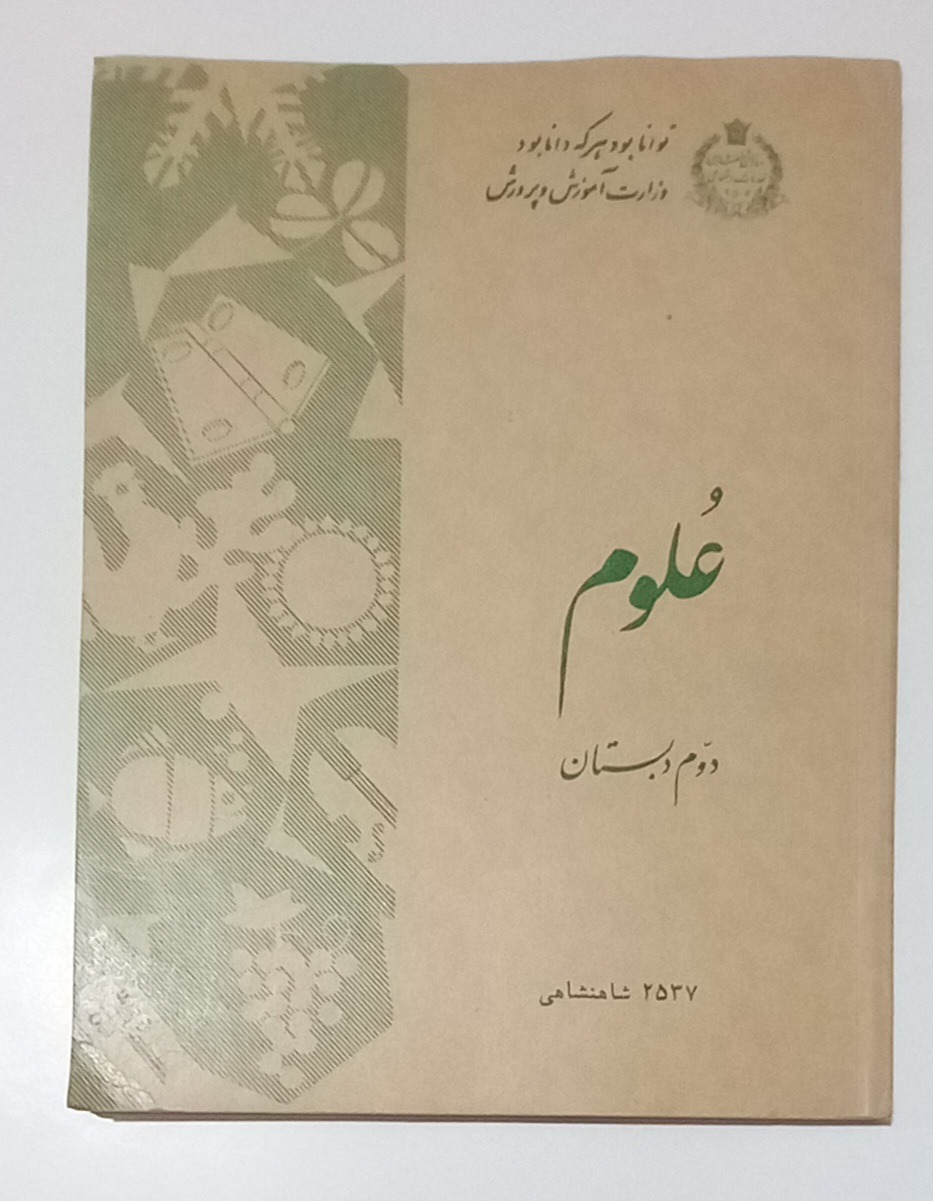 توانا بود هر که دانا بود
وزارت آموزش و پرورش
عُلوم
دوّم دبستان
۲۵۳۷ شاهنشاهی